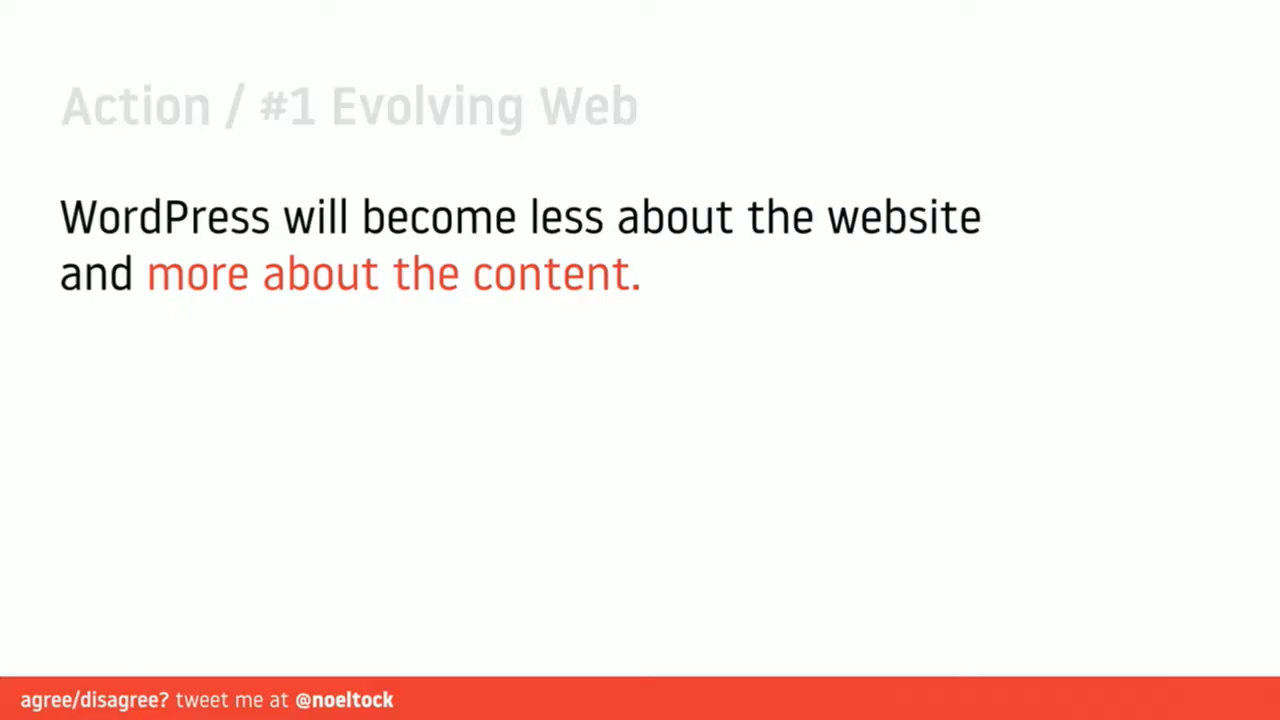 Action / #1 Evolving Web
WordPress will become less about the website
and more about the content.
agree/disagree? tweet me at @noeltock